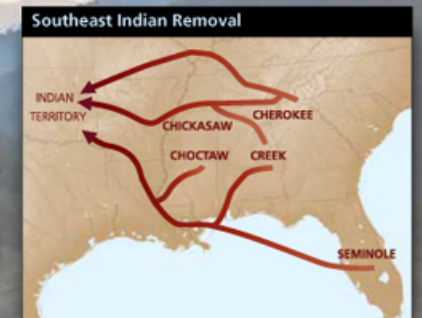 Southeast Indian Removal
INDIAN
TERRITORY
CHEROKEE
CHICKASAW
CHOCTAW
CREEK
SEMINOLE